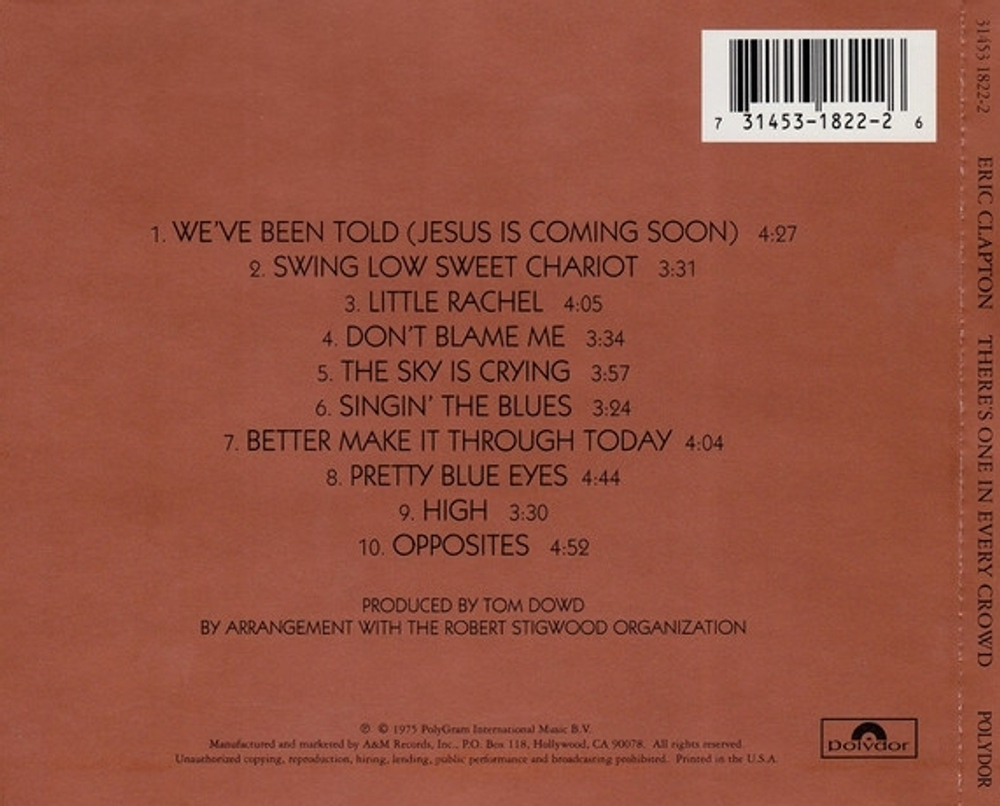 7 31453-1822-2 6
1. WE'VE BEEN TOLD (JESUS IS COMING SOON) 4:27
2. SWING LOW SWEET CHARIOT 3:31
3. LITTLE RACHEL 4:05
4. DON'T BLAME ME 3:34
5. THE SKY IS CRYING 3:57
6. SINGIN' THE BLUES 3:24
7. BETTER MAKE IT THROUGH TODAY 4:04
8. PRETTY BLUE EYES 4:44
9. HIGH 3:30
10. OPPOSITES 4:52
PRODUCED BY TOM DOWD
BY ARRANGEMENT WITH THE ROBERT STIGWOOD ORGANIZATION
℗ © 1975 PolyGram International Music B.V.
Manufactured and marketed by A&M Records, Inc., P.O. Box 118, Hollywood, CA 90078. All rights reserved.
Unauthorized copying, reproduction, hiring, lending, public performance and broadcasting prohibited. Printed in the U.S.A.
polydor
31453 1822-2 ERIC CLAPTON THERE'S ONE IN EVERY CROWD POLYDOR